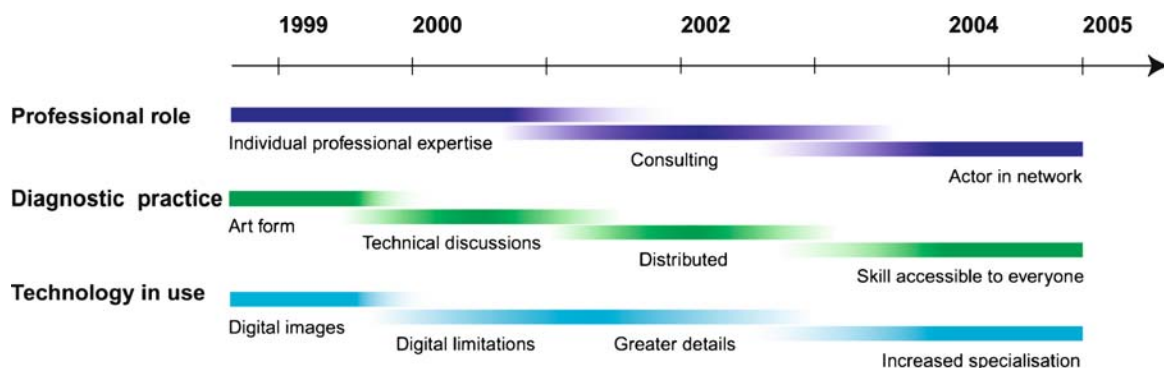 1999 2000 2002 2004 2005
Professional role
Individual professional expertise
Consulting
Actor in network
Diagnostic practice
Art form
Technical discussions
Distributed
Skill accessible to everyone
Technology in use
Digital images
Digital limitations
Greater details
Increased specialisation